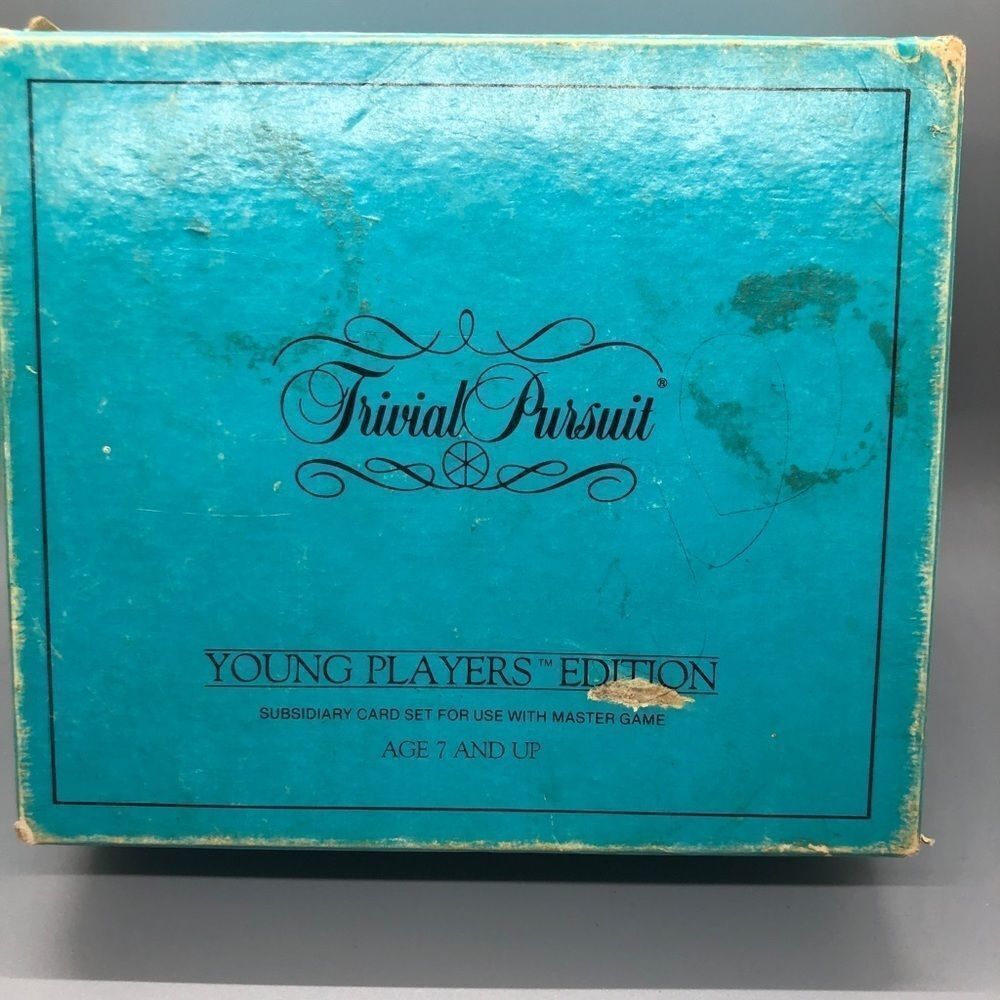 Trivial Pursuit®
YOUNG PLAYERS™ EDITION
SUBSIDIARY CARD SET FOR USE WITH MASTER GAME
AGE 7 AND UP